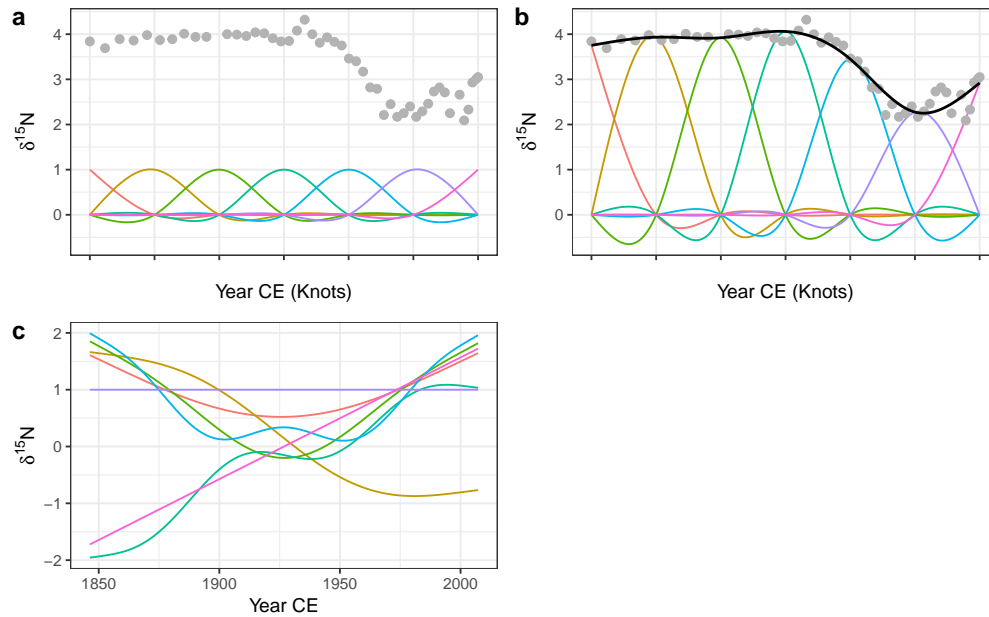 a
4
3
2
1
0
δ¹⁵N
Year CE (Knots)
b
4
3
2
1
0
δ¹⁵N
Year CE (Knots)
c
2
1
0
−1
−2
δ¹⁵N
1850 1900 1950 2000
Year CE